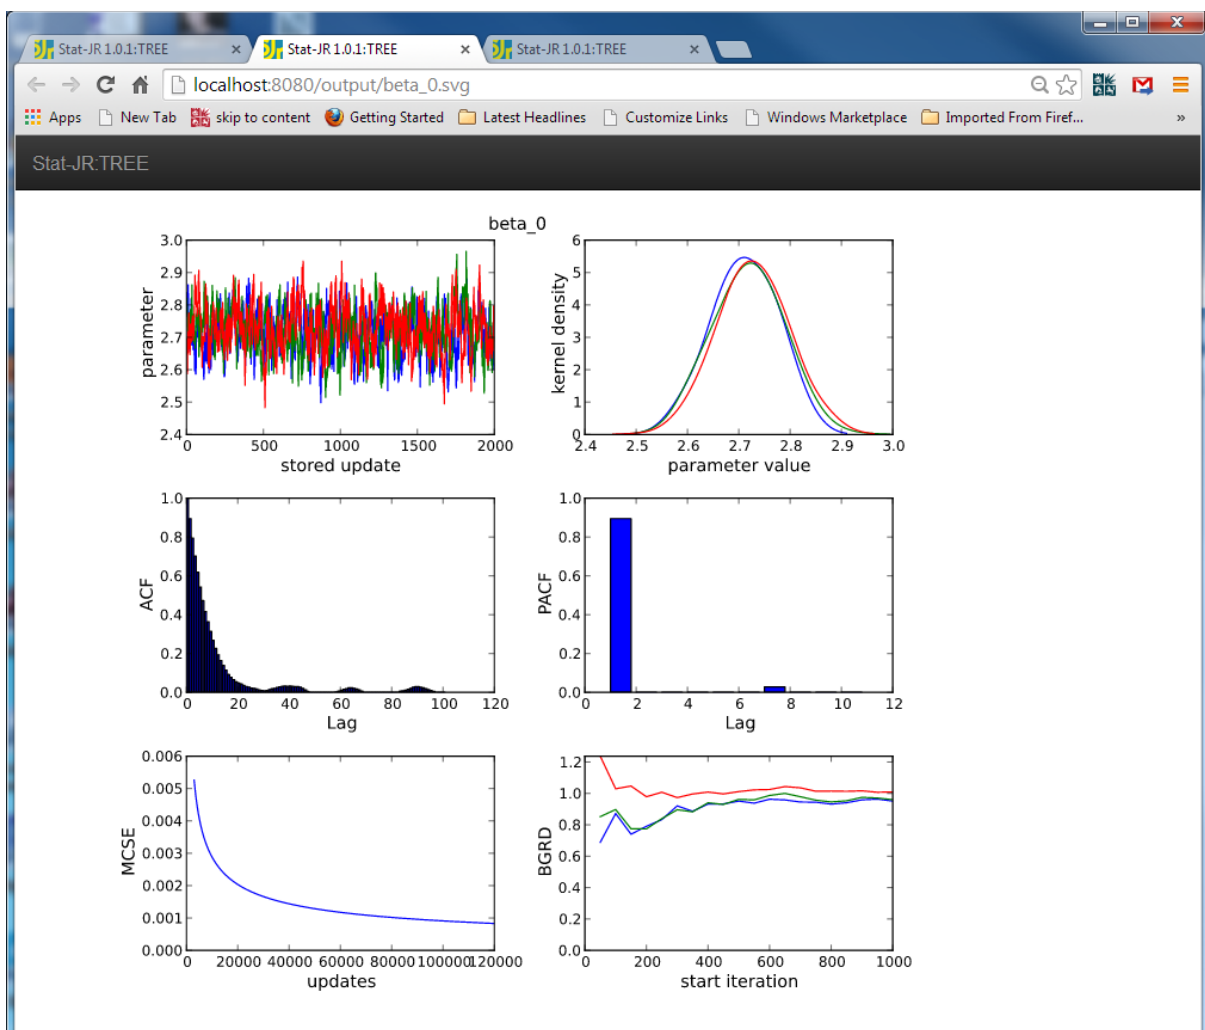 Stat-JR 1.0.1:TREE Stat-JR 1.0.1:TREE Stat-JR 1.0.1:TREE
localhost:8080/output/beta_0.svg
Apps New Tab skip to content Getting Started Latest Headlines Customize Links Windows Marketplace Imported From Firef... »
Stat-JR:TREE
beta_0
3.0
2.9
2.8
2.7
2.6
2.5
2.4
parameter
0 500 1000 1500 2000
stored update
6
5
4
3
2
1
0
kernel density
2.4 2.5 2.6 2.7 2.8 2.9 3.0
parameter value
1.0
0.8
0.6
0.4
0.2
0.0
ACF
0 20 40 60 80 100 120
Lag
1.0
0.8
0.6
0.4
0.2
0.0
PACF
0 2 4 6 8 10 12
Lag
0.006
0.005
0.004
0.003
0.002
0.001
0.000
MCSE
0 20000 40000 60000 80000 100000 120000
updates
1.2
1.0
0.8
0.6
0.4
0.2
0.0
BGRD
0 200 400 600 800 1000
start iteration